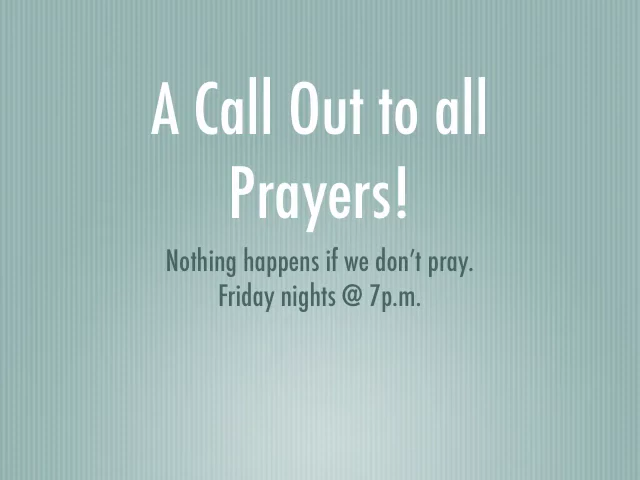 A Call Out to all
Prayers!
Nothing happens if we don’t pray.
Friday nights @ 7p.m.